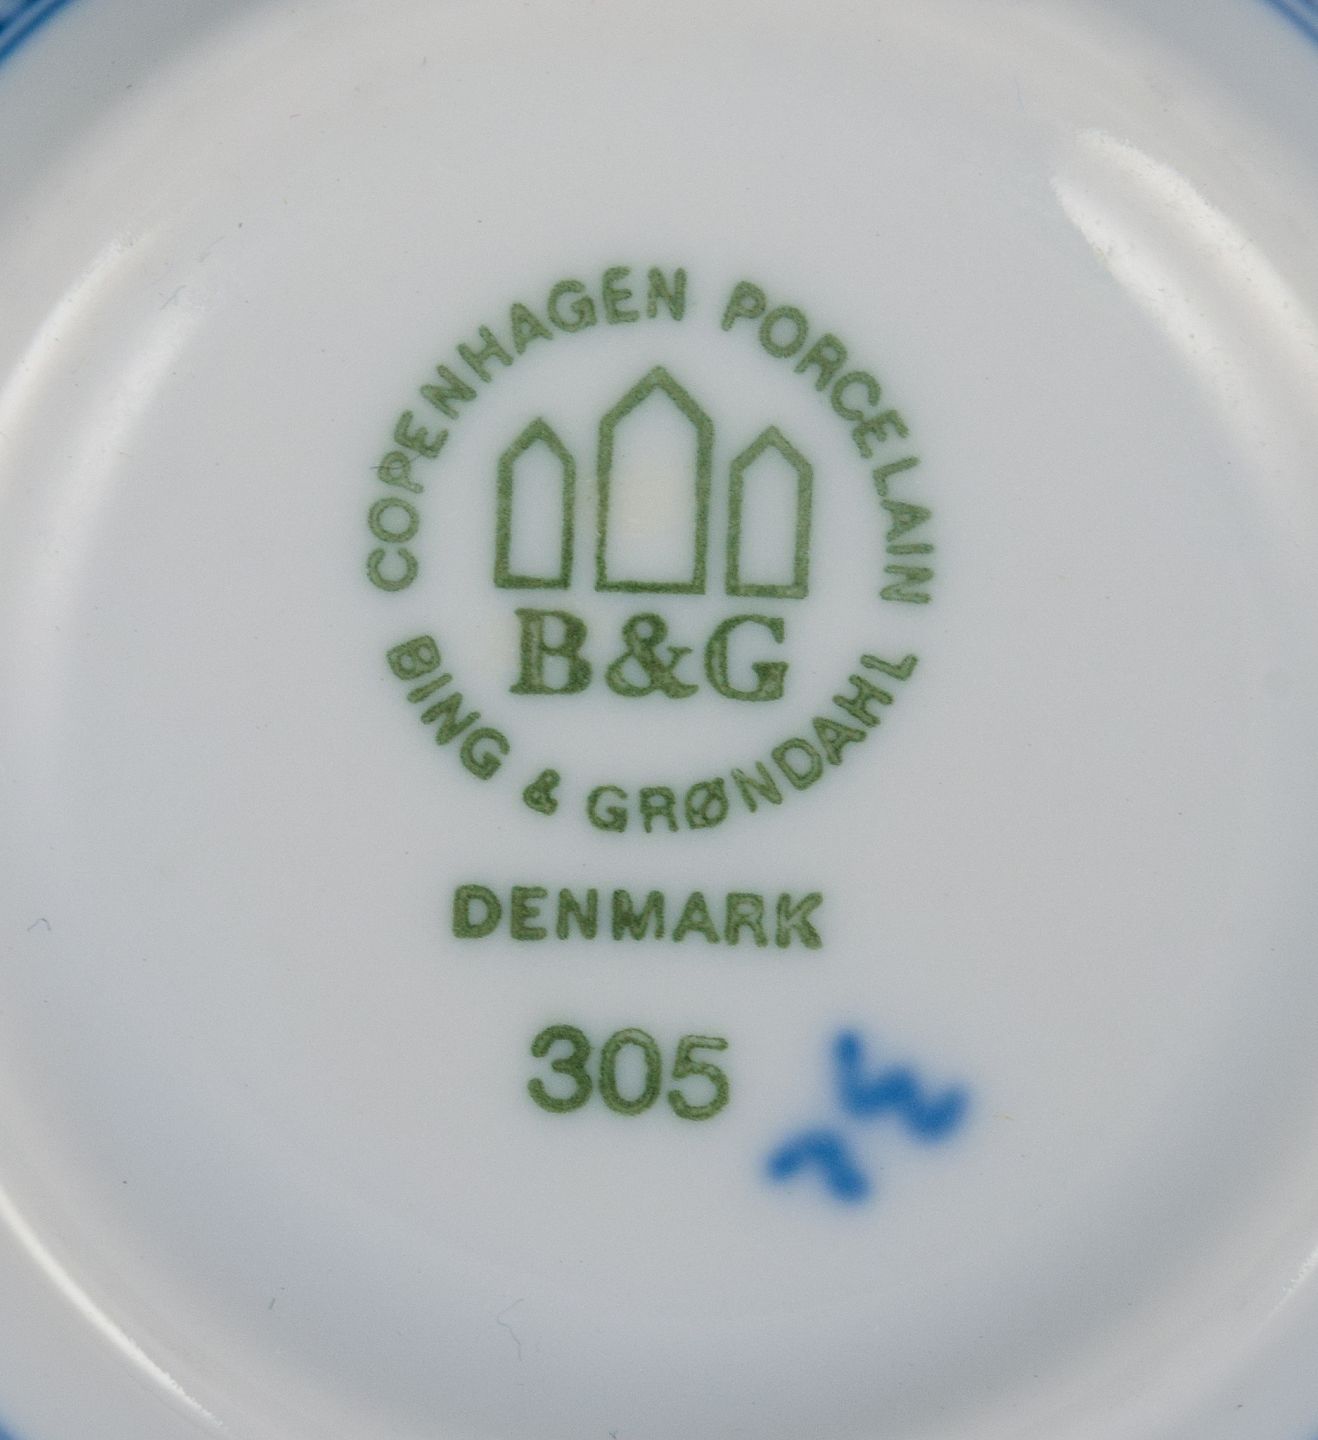 COPENHAGEN PORCELAIN
B&G
BING & GRØNDAHL
DENMARK
305